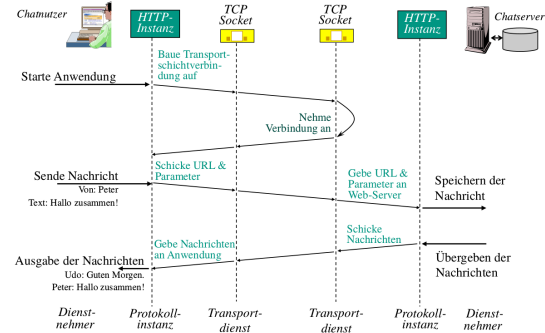 Chatnutzer
HTTP-
Instanz
TCP
Socket
TCP
Socket
HTTP-
Instanz
Chatserver
Baue Transport-
schichtverbin-
dung auf
Starte Anwendung
Nehme
Verbindung an
Sende Nachricht
Von: Peter
Text: Hallo zusammen!
Schicke URL &
Parameter
Gebe URL &
Parameter an
Web-Server
Speichern der
Nachricht
Schicke
Nachrichten
Gebe Nachrichten
an Anwendung
Ausgabe der Nachrichten
Udo: Guten Morgen.
Peter: Hallo zusammen!
Übergeben der
Nachrichten
Dienst-
nehmer
Protokoll-
instanz
Transport-
dienst
Transport-
dienst
Protokoll-
instanz
Dienst-
nehmer